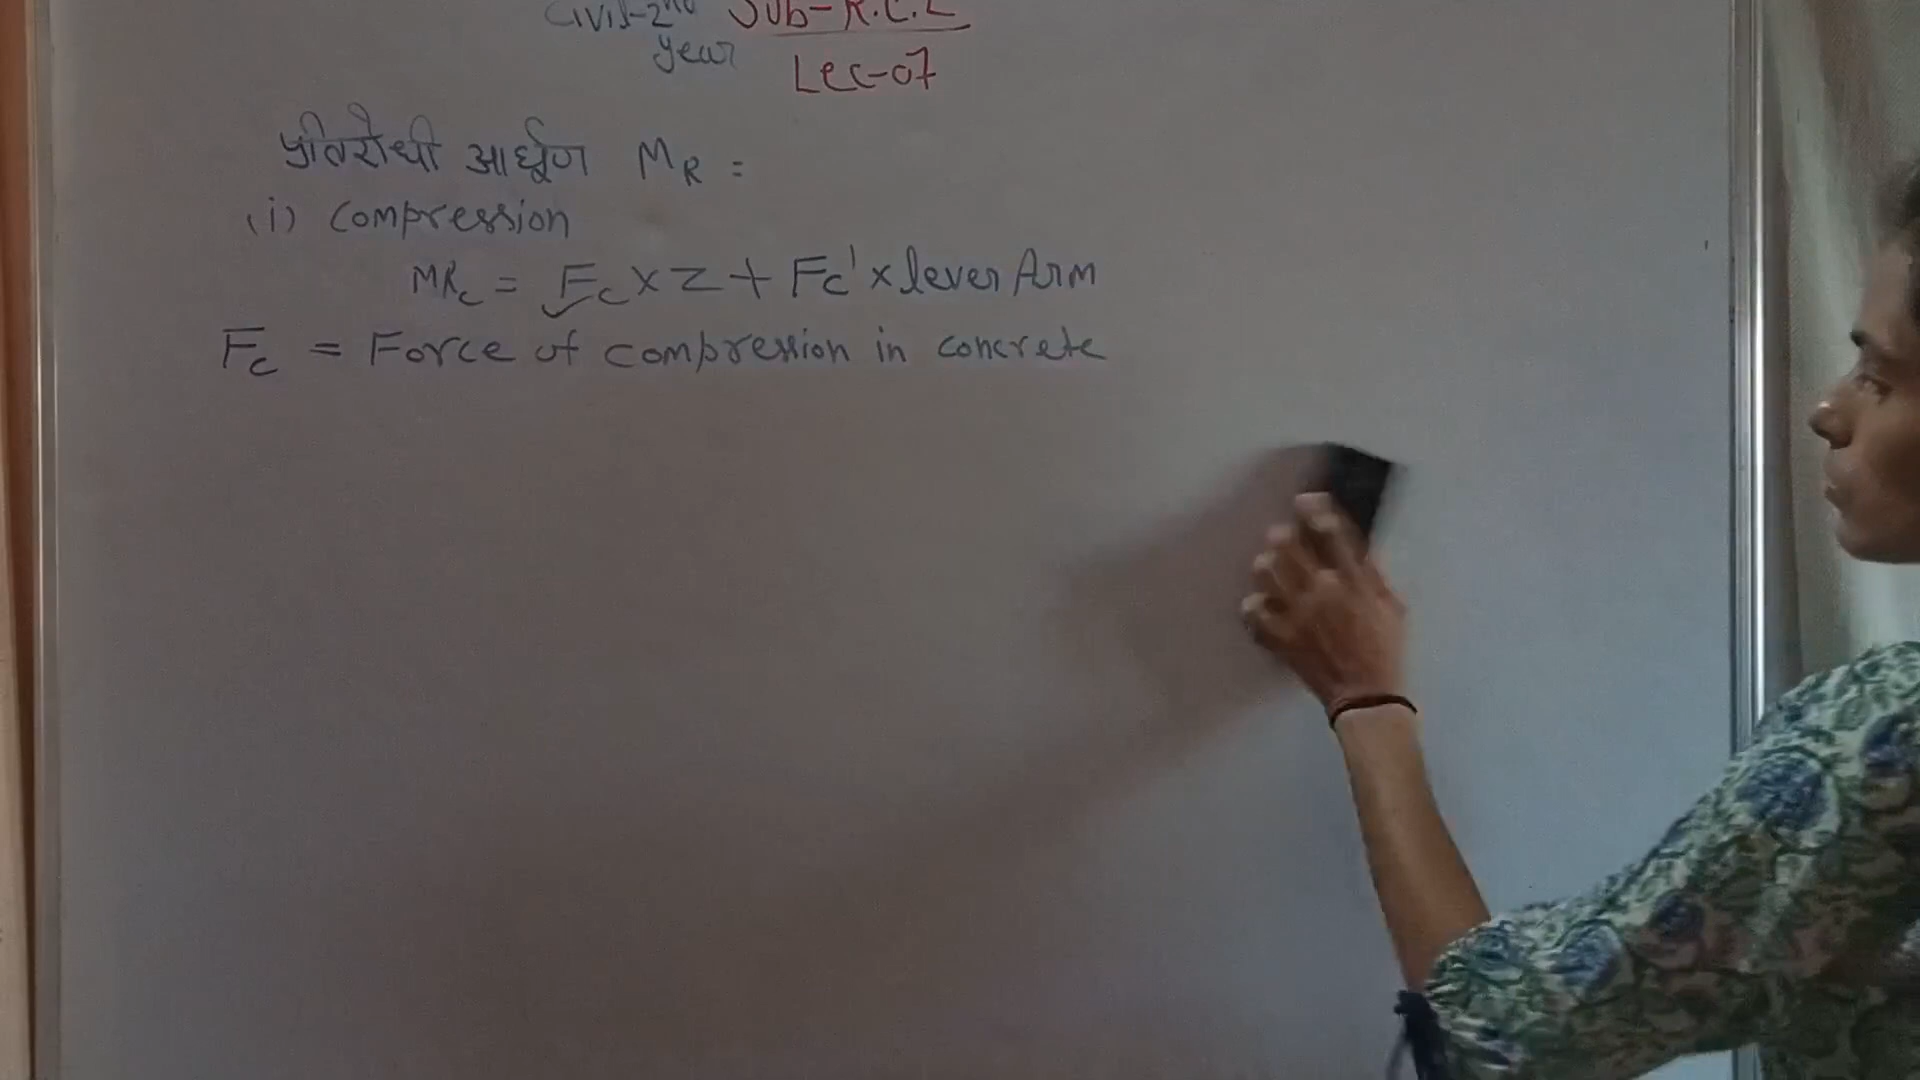 Civil-2nd Sub-R.C.C
year Lec-07
प्रतिरोधी आर्घूण MR =
(i) compression
MRc = Fc x Z + Fc' x lever Arm
Fc = Force of compression in concrete